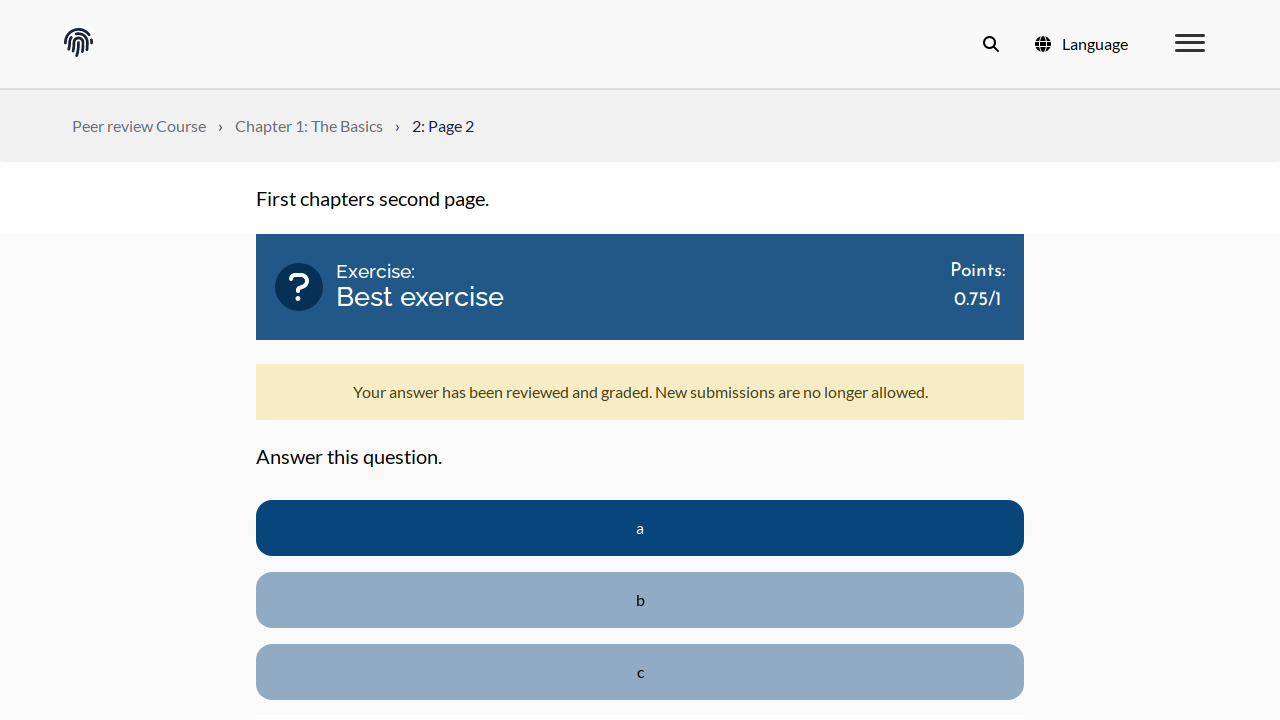 Language
Peer review Course › Chapter 1: The Basics › 2: Page 2
First chapters second page.
?
Exercise:
Best exercise
Points:
0.75/1
Your answer has been reviewed and graded. New submissions are no longer allowed.
Answer this question.
a
b
c